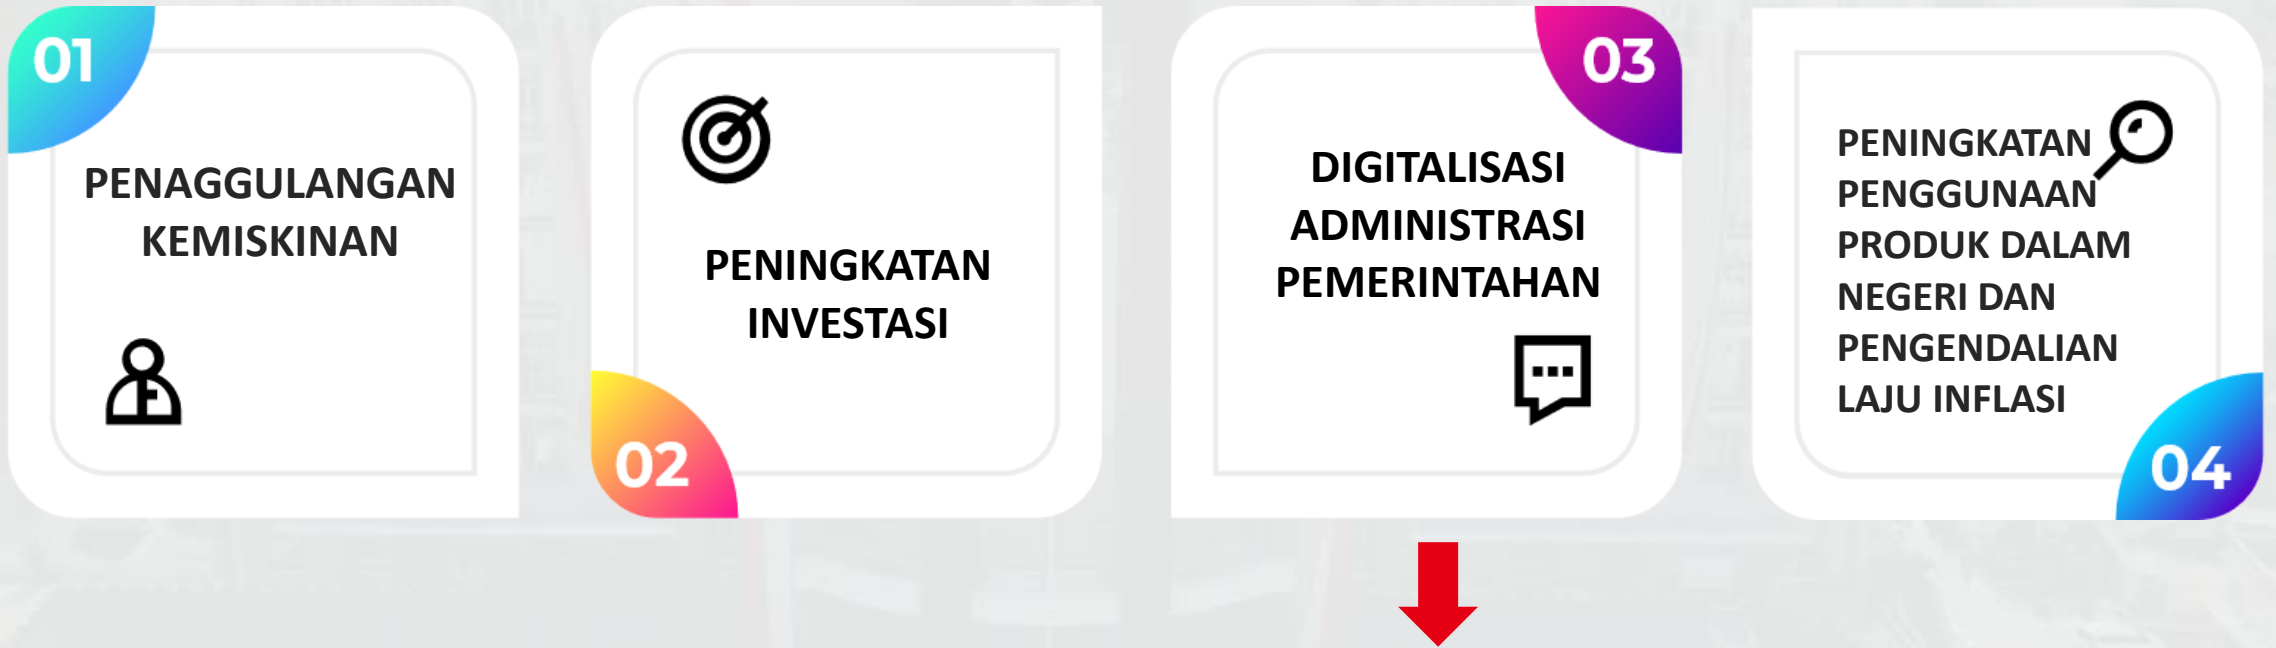 01
PENAGGULANGAN
KEMISKINAN
PENINGKATAN
INVESTASI
02
03
DIGITALISASI
ADMINISTRASI
PEMERINTAHAN
PENINGKATAN
PENGGUNAAN
PRODUK DALAM
NEGERI DAN
PENGENDALIAN
LAJU INFLASI
04